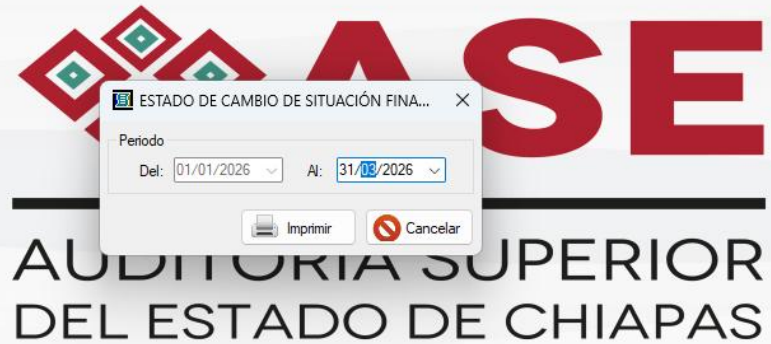 ASE
ESTADO DE CAMBIO DE SITUACIÓN FINA...
Periodo
Del: 01/01/2026 Al: 31/03/2026
Imprimir Cancelar
AUDITORÍA SUPERIOR
DEL ESTADO DE CHIAPAS